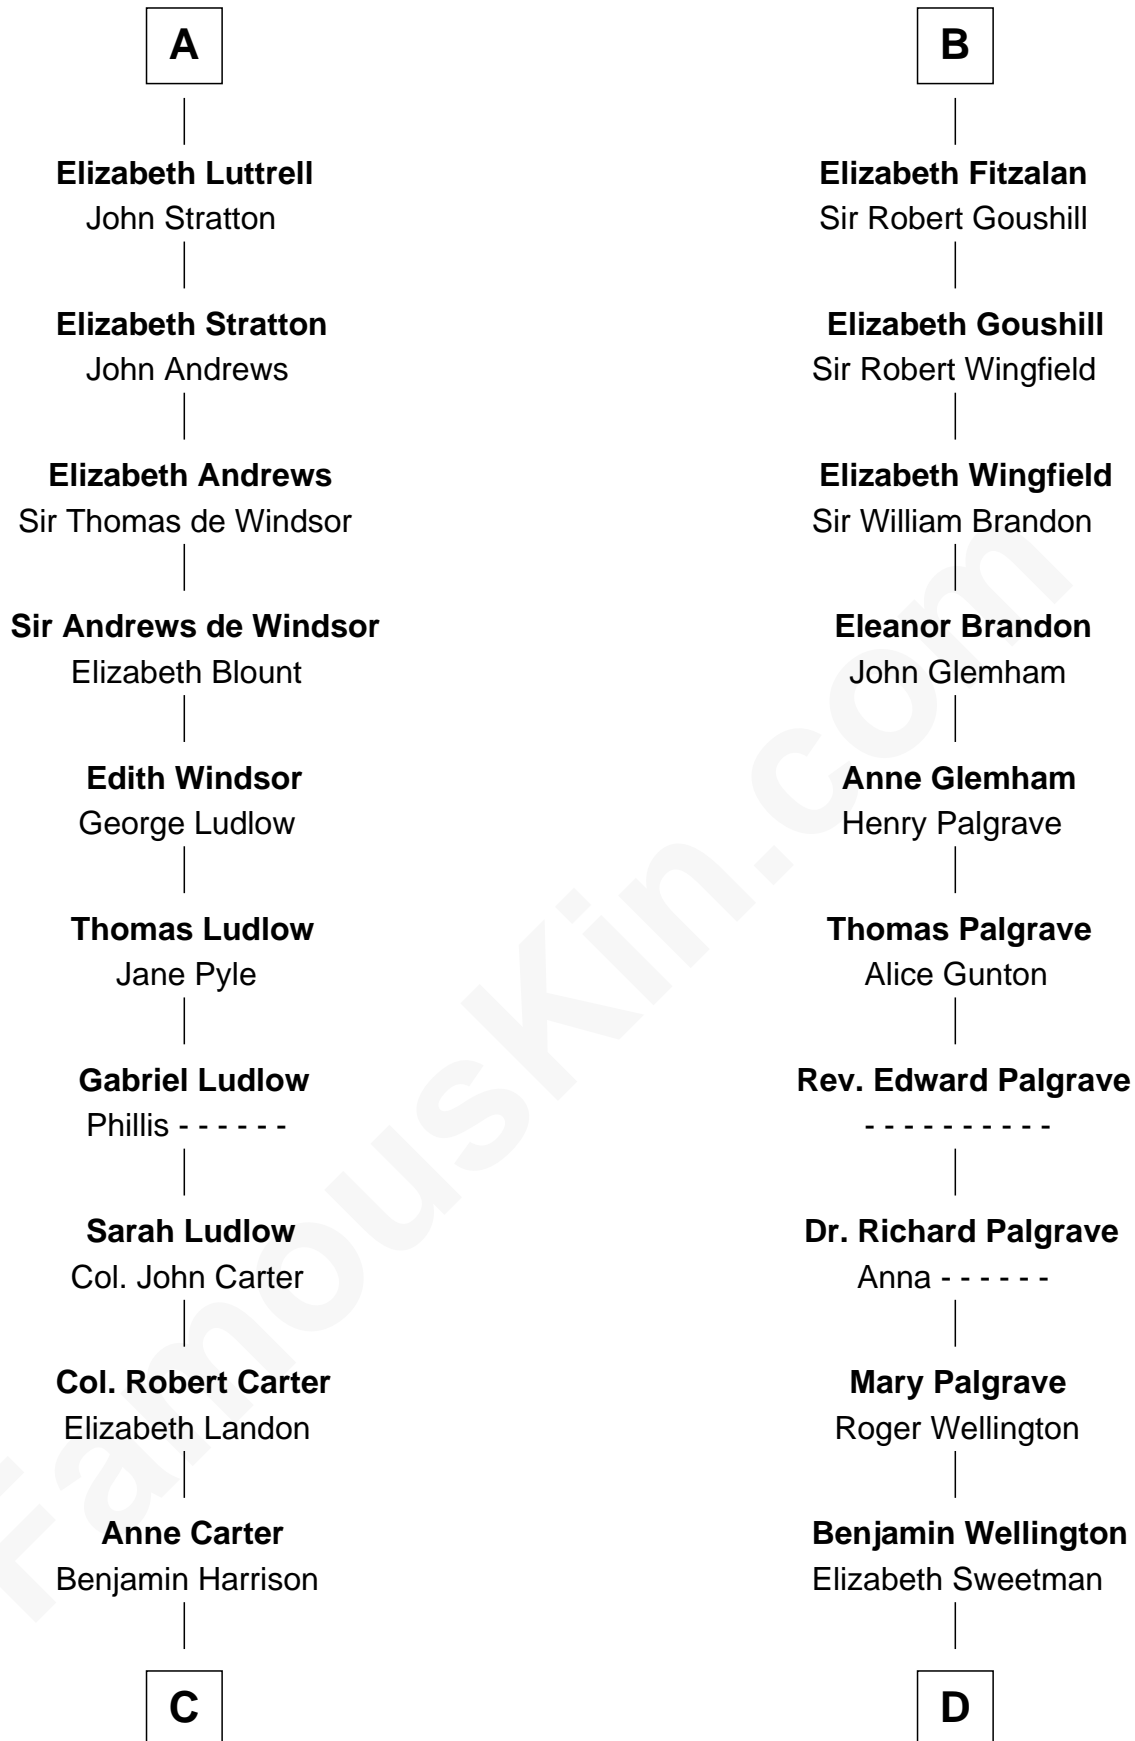 A
Elizabeth Luttrell
John Stratton
Elizabeth Stratton
John Andrews
Elizabeth Andrews
Sir Thomas de Windsor
Sir Andrews de Windsor
Elizabeth Blount
Edith Windsor
George Ludlow
Thomas Ludlow
Jane Pyle
Gabriel Ludlow
Phillis - - - - - -
Sarah Ludlow
Col. John Carter
Col. Robert Carter
Elizabeth Landon
Anne Carter
Benjamin Harrison
C
B
Elizabeth Fitzalan
Sir Robert Goushill
Elizabeth Goushill
Sir Robert Wingfield
Elizabeth Wingfield
Sir William Brandon
Eleanor Brandon
John Glemham
Anne Glemham
Henry Palgrave
Thomas Palgrave
Alice Gunton
Rev. Edward Palgrave
- - - - - - - - - -
Dr. Richard Palgrave
Anna - - - - - -
Mary Palgrave
Roger Wellington
Benjamin Wellington
Elizabeth Sweetman
D
FamousKin.com